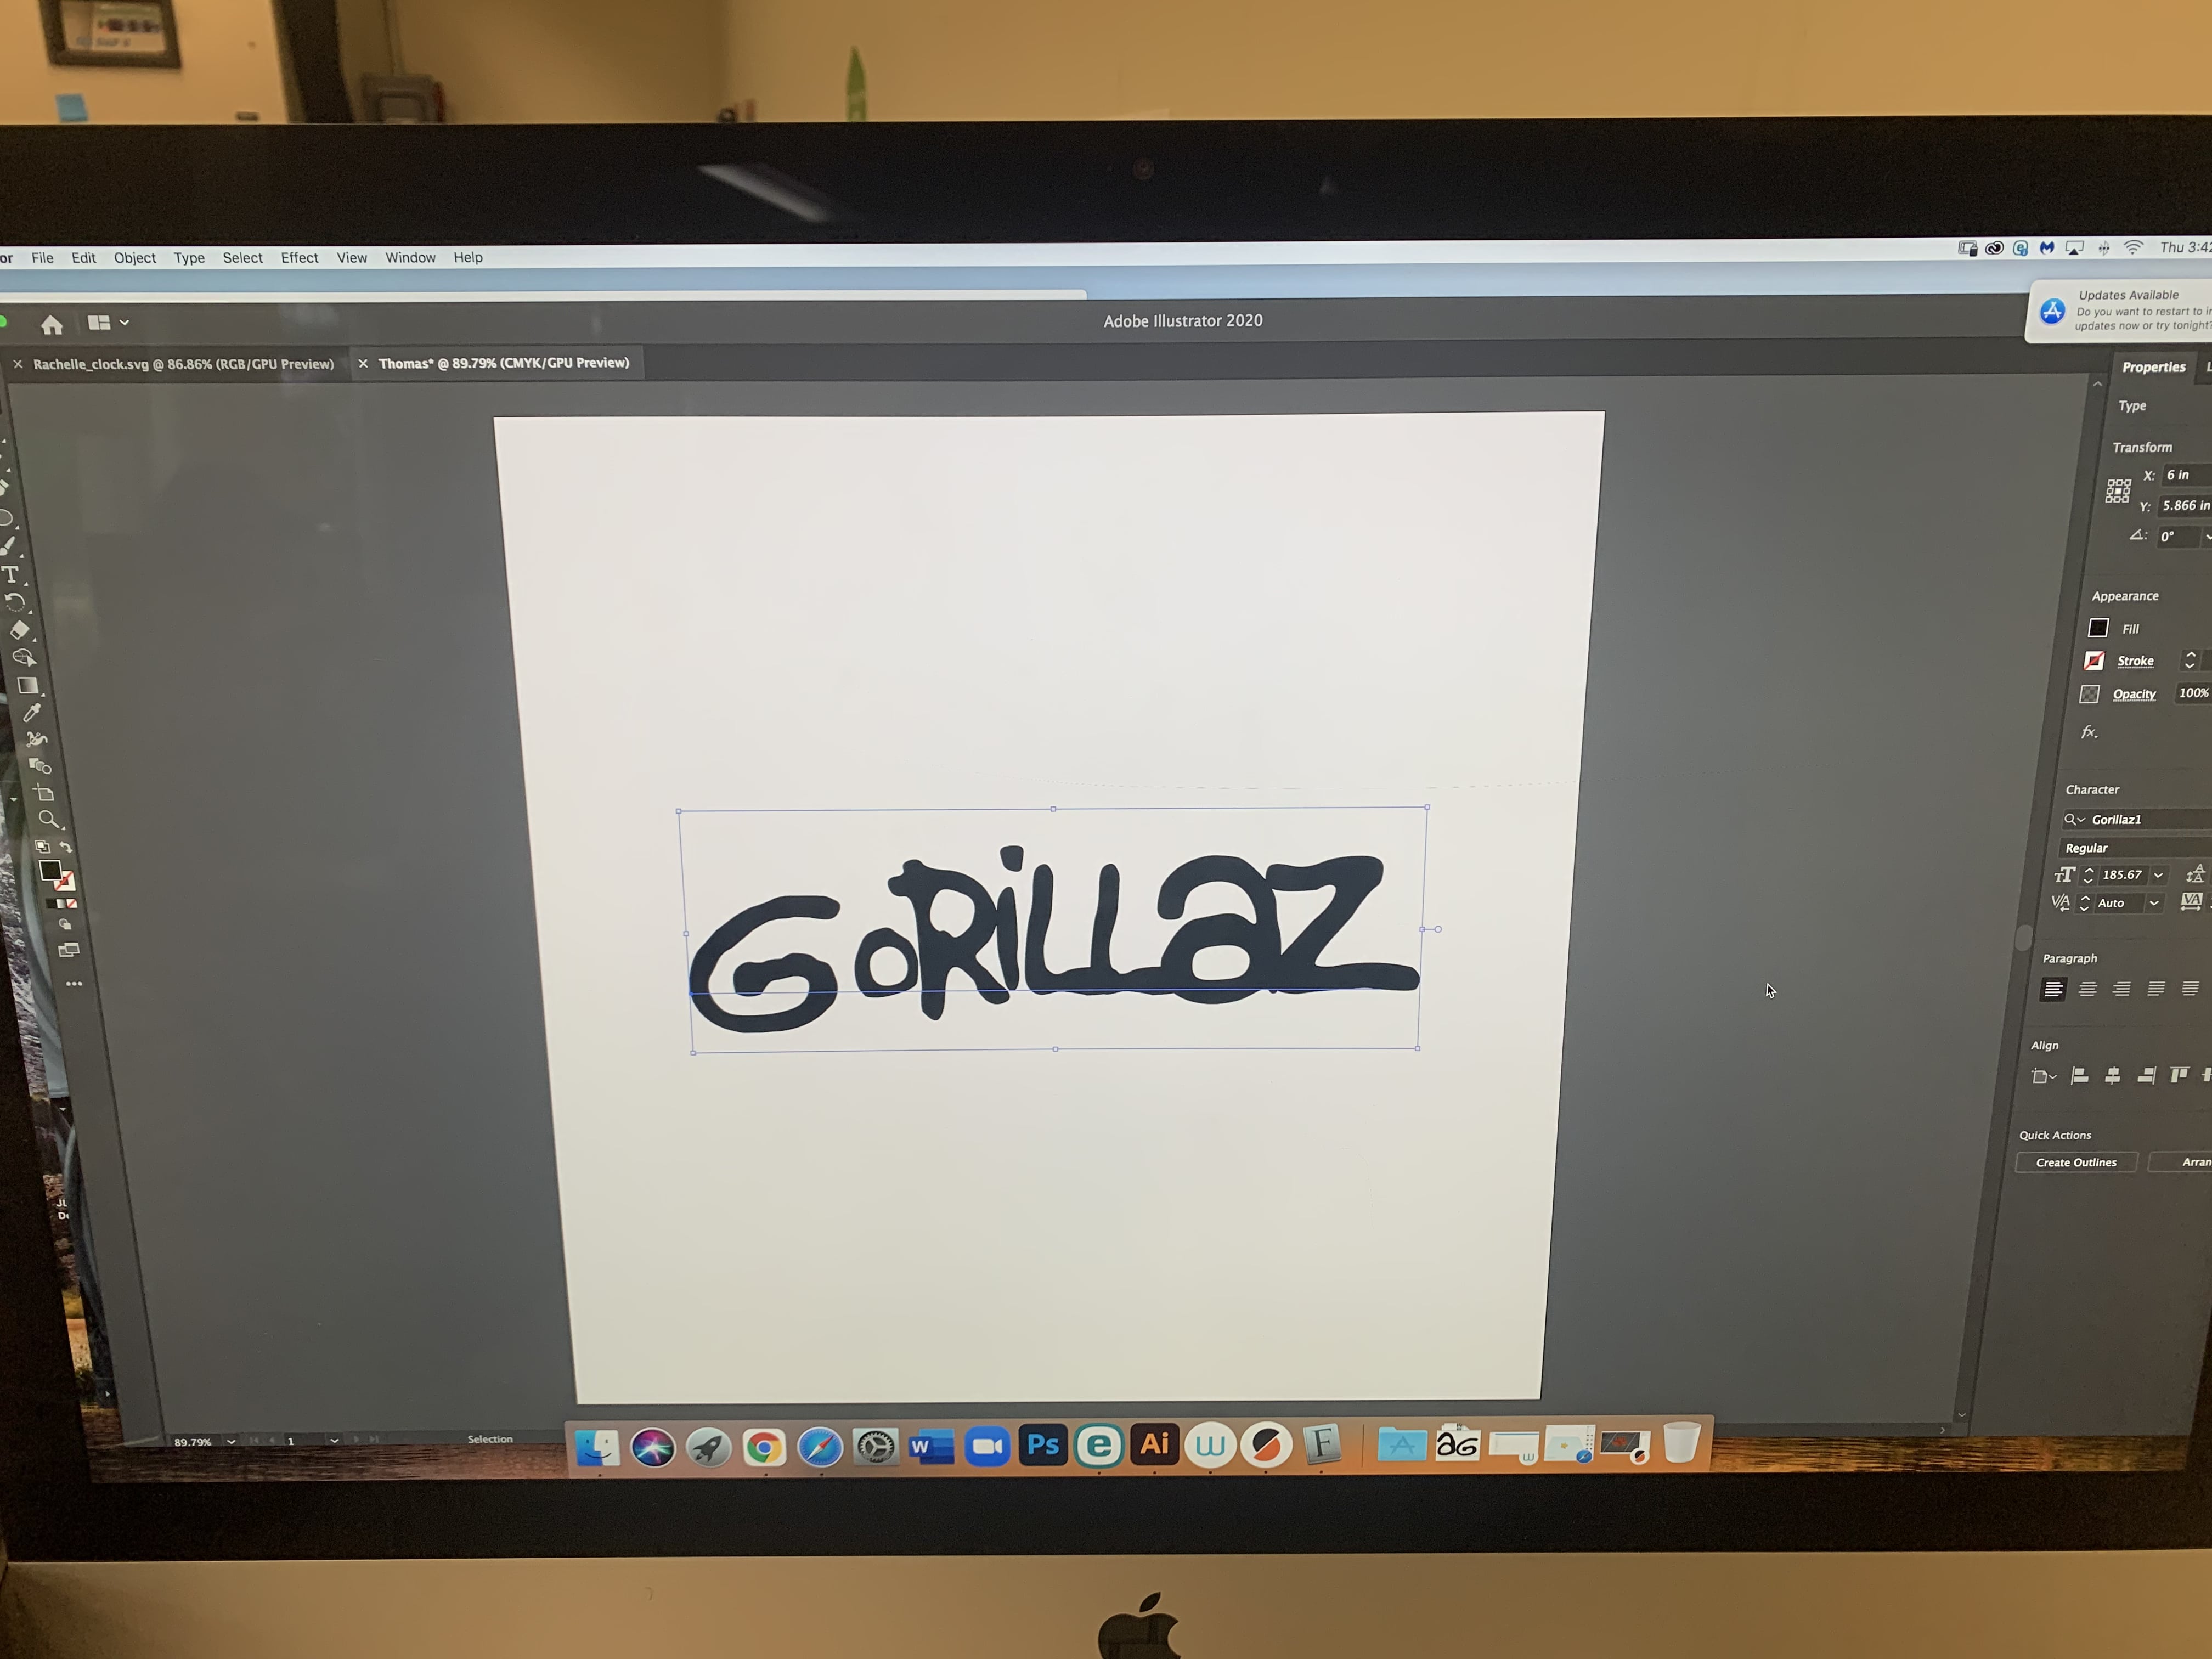 or File Edit Object Type Select Effect View Window Help
Thu 3:42
Updates Available
Do you want to restart to in
updates now or try tonight?
Adobe Illustrator 2020
× Rachelle_clock.svg @ 86.86% (RGB/GPU Preview) × Thomas* @ 89.79% (CMYK/GPU Preview)
Properties L
Type
Transform
X: 6 in
Y: 5.866 in
0°
Appearance
Fill
Stroke
Opacity 100%
fx.
Character
Gorillaz1
Regular
185.67
Auto
Paragraph
Align
Quick Actions
Create Outlines Arran
GoRiLLaZ
89.79% 1 Selection
W Ps e Ai W F aG